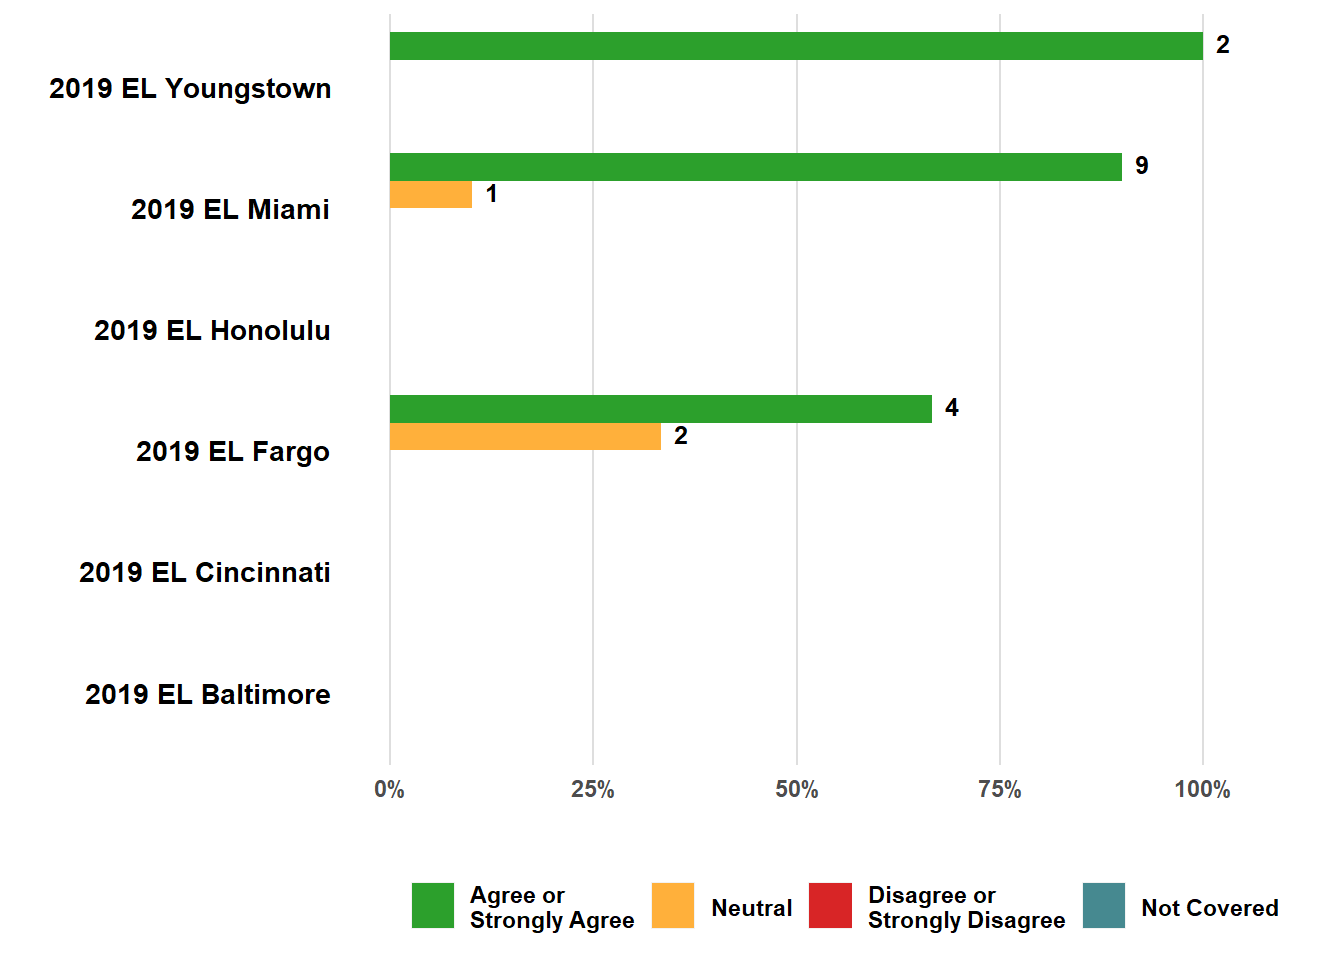 2
2019 EL Youngstown
9
1
2019 EL Miami
2019 EL Honolulu
4
2
2019 EL Fargo
2019 EL Cincinnati
2019 EL Baltimore
0% 25% 50% 75% 100%
Agree or
Strongly Agree
Neutral
Disagree or
Strongly Disagree
Not Covered